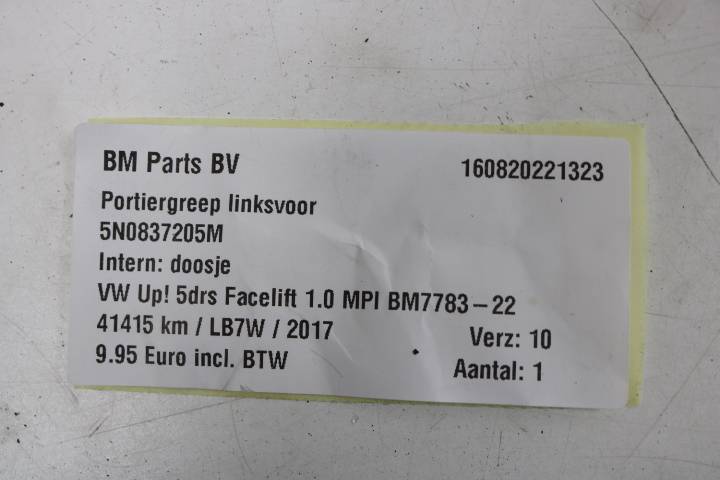 BM Parts BV 160820221323
Portiergreep linksvoor
5N0837205M
Intern: doosje
VW Up! 5drs Facelift 1.0 MPI BM7783-22
41415 km / LB7W / 2017 Verz: 10
9.95 Euro incl. BTW Aantal: 1